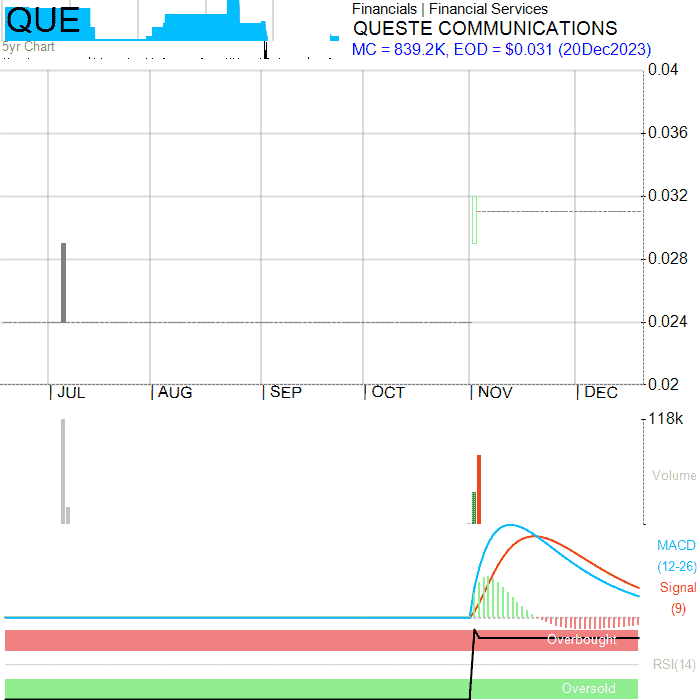 QUE
5yr Chart
Financials | Financial Services
QUESTE COMMUNICATIONS
MC = 839.2K, EOD = $0.031 (20Dec2023)
0.04
0.036
0.032
0.028
0.024
0.02
JUL AUG SEP OCT NOV DEC
118k
Volume
MACD
(12-26)
Signal
(9)
Overbought
RSI(14)
Oversold